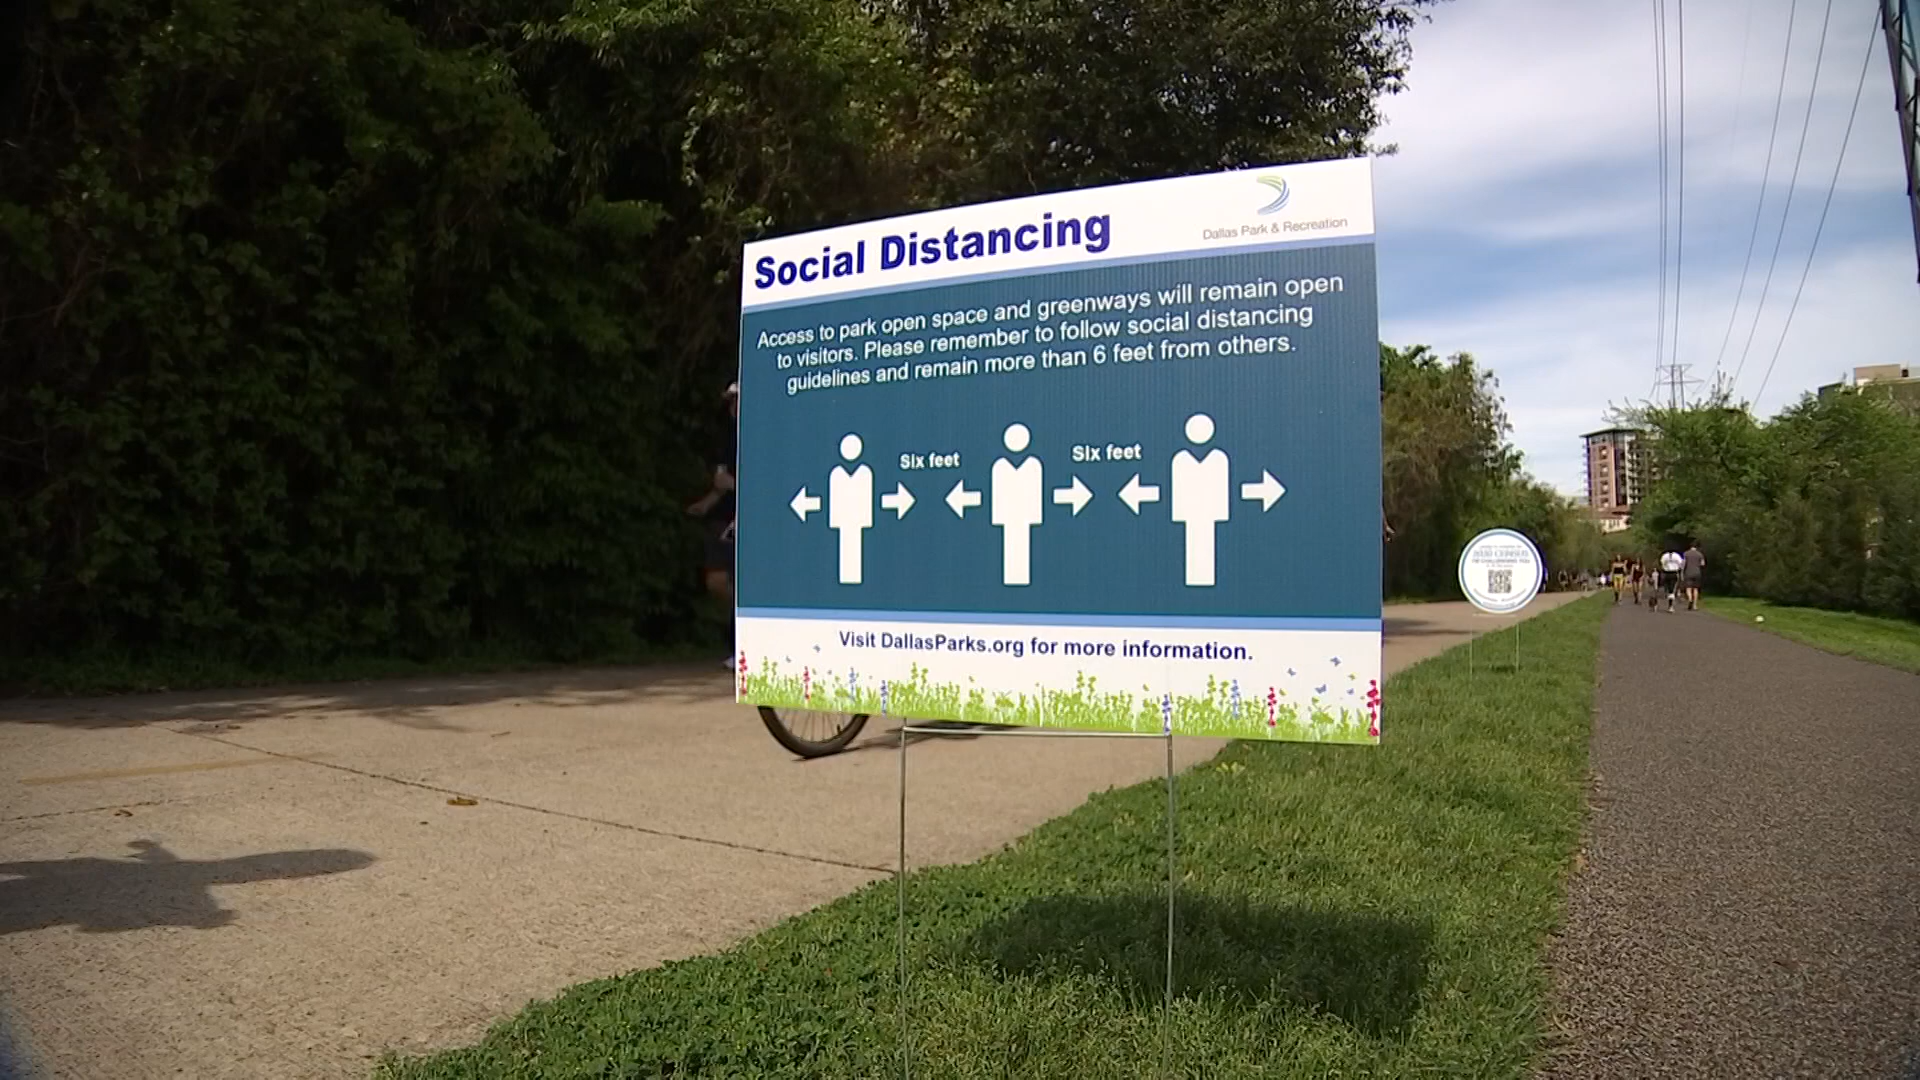 Social Distancing
Dallas Park & Recreation
Access to park open space and greenways will remain open
to visitors. Please remember to follow social distancing
guidelines and remain more than 6 feet from others.
Six feet
Six feet
Visit DallasParks.org for more information.
2020 CENSUS